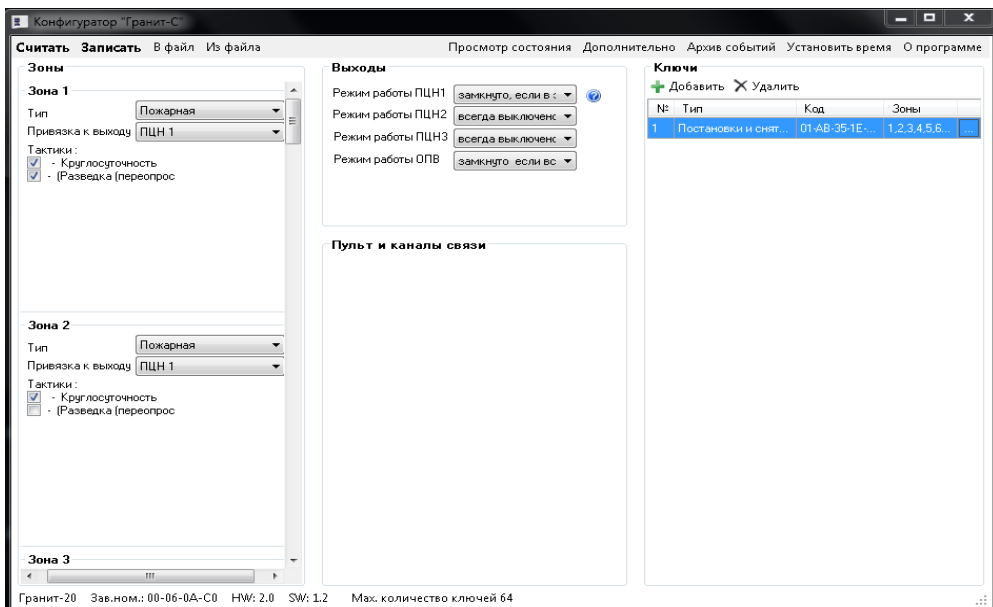 Конфигуратор "Гранит-С"
Считать Записать В файл Из файла Просмотр состояния Дополнительно Архив событий Установить время О программе
Зоны
Зона 1
Тип Пожарная
Привязка к выходу ПЦН 1
Тактики :
- Круглосуточность
- (Разведка (переопрос
Зона 2
Тип Пожарная
Привязка к выходу ПЦН 1
Тактики :
- Круглосуточность
- (Разведка (переопрос
Зона 3
Выходы
Режим работы ПЦН1 замкнуто, если в
Режим работы ПЦН2 всегда выключенс
Режим работы ПЦН3 всегда выключенс
Режим работы ОПВ замкнуто если вс
Пульт и каналы связи
Ключи
Добавить Удалить
№ Тип Код Зоны
1 Постановки и снят... 01-AB-35-1E-... 1,2,3,4,5,6... ...
Гранит-20 Зав.ном.: 00-06-0A-C0 HW: 2.0 SW: 1.2 Мах. количество ключей 64